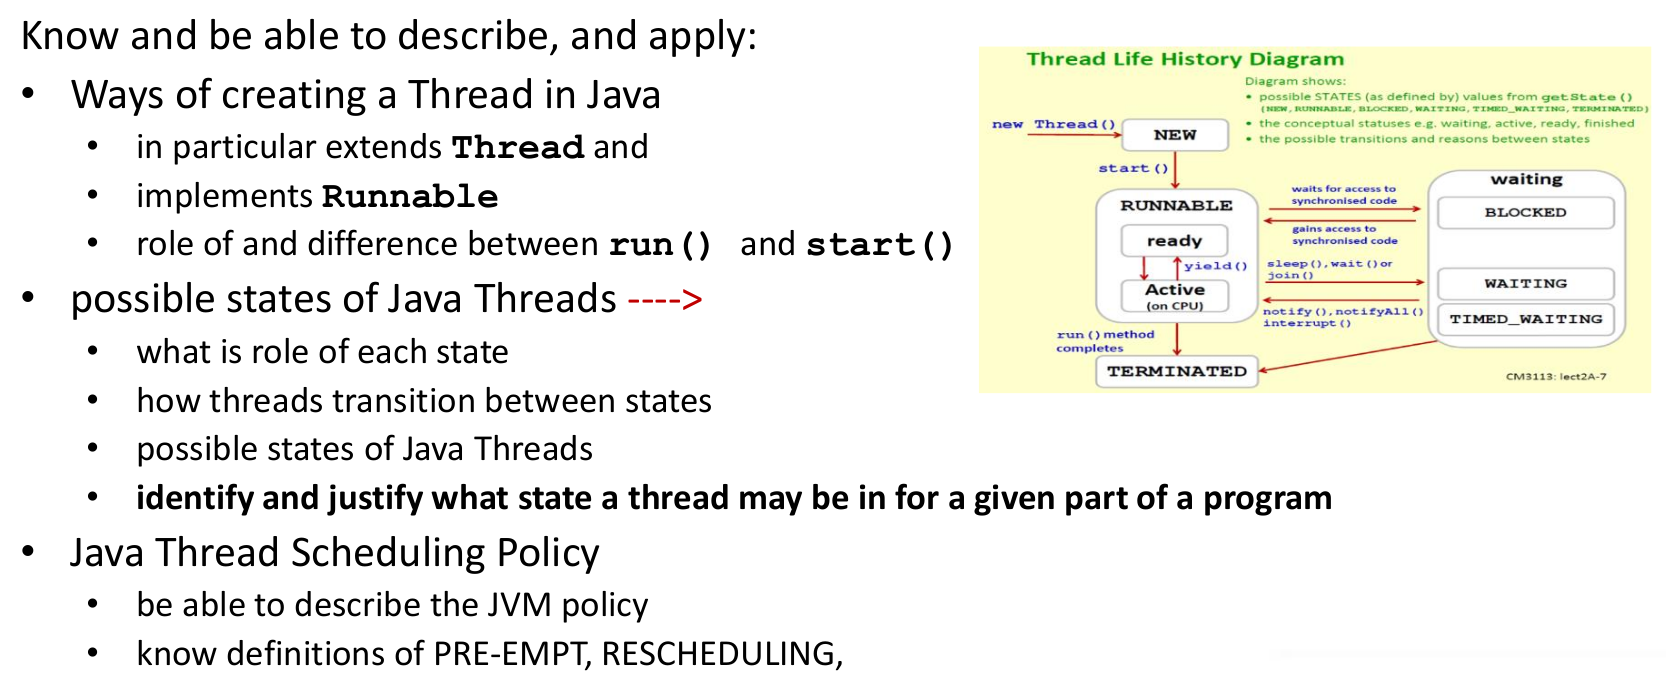 Know and be able to describe, and apply:
• Ways of creating a Thread in Java
• in particular extends Thread and
• implements Runnable
• role of and difference between run() and start()
• possible states of Java Threads ---->
• what is role of each state
• how threads transition between states
• possible states of Java Threads
• identify and justify what state a thread may be in for a given part of a program
• Java Thread Scheduling Policy
• be able to describe the JVM policy
• know definitions of PRE-EMPT, RESCHEDULING,
Thread Life History Diagram
Diagram shows:
• possible STATES (as defined by) values from getState()
(NEW, RUNNABLE, BLOCKED, WAITING, TIMED_WAITING, TERMINATED)
• the conceptual statuses e.g. waiting, active, ready, finished
• the possible transitions and reasons between states
new Thread()
NEW
start()
RUNNABLE
ready
yield()
Active
(on CPU)
run() method
completes
TERMINATED
waits for access to
synchronised code
gains access to
synchronised code
sleep(), wait() or
join()
notify(), notifyAll()
interrupt()
waiting
BLOCKED
WAITING
TIMED_WAITING
CM3113: lect2A-7